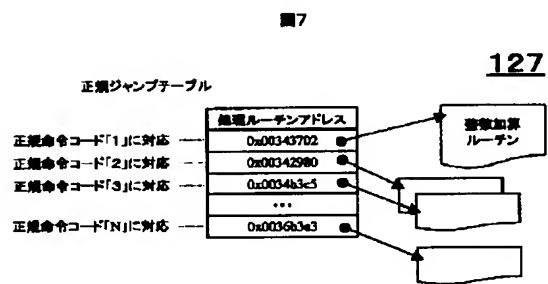 図7
127
正規ジャンプテーブル
処理ルーチンアドレス
正規命令コード「1」に対応
0x00343702
整数加算
ルーチン
正規命令コード「2」に対応
0x00342980
正規命令コード「3」に対応
0x0034b3c5
...
正規命令コード「N」に対応
0x0036b3e3